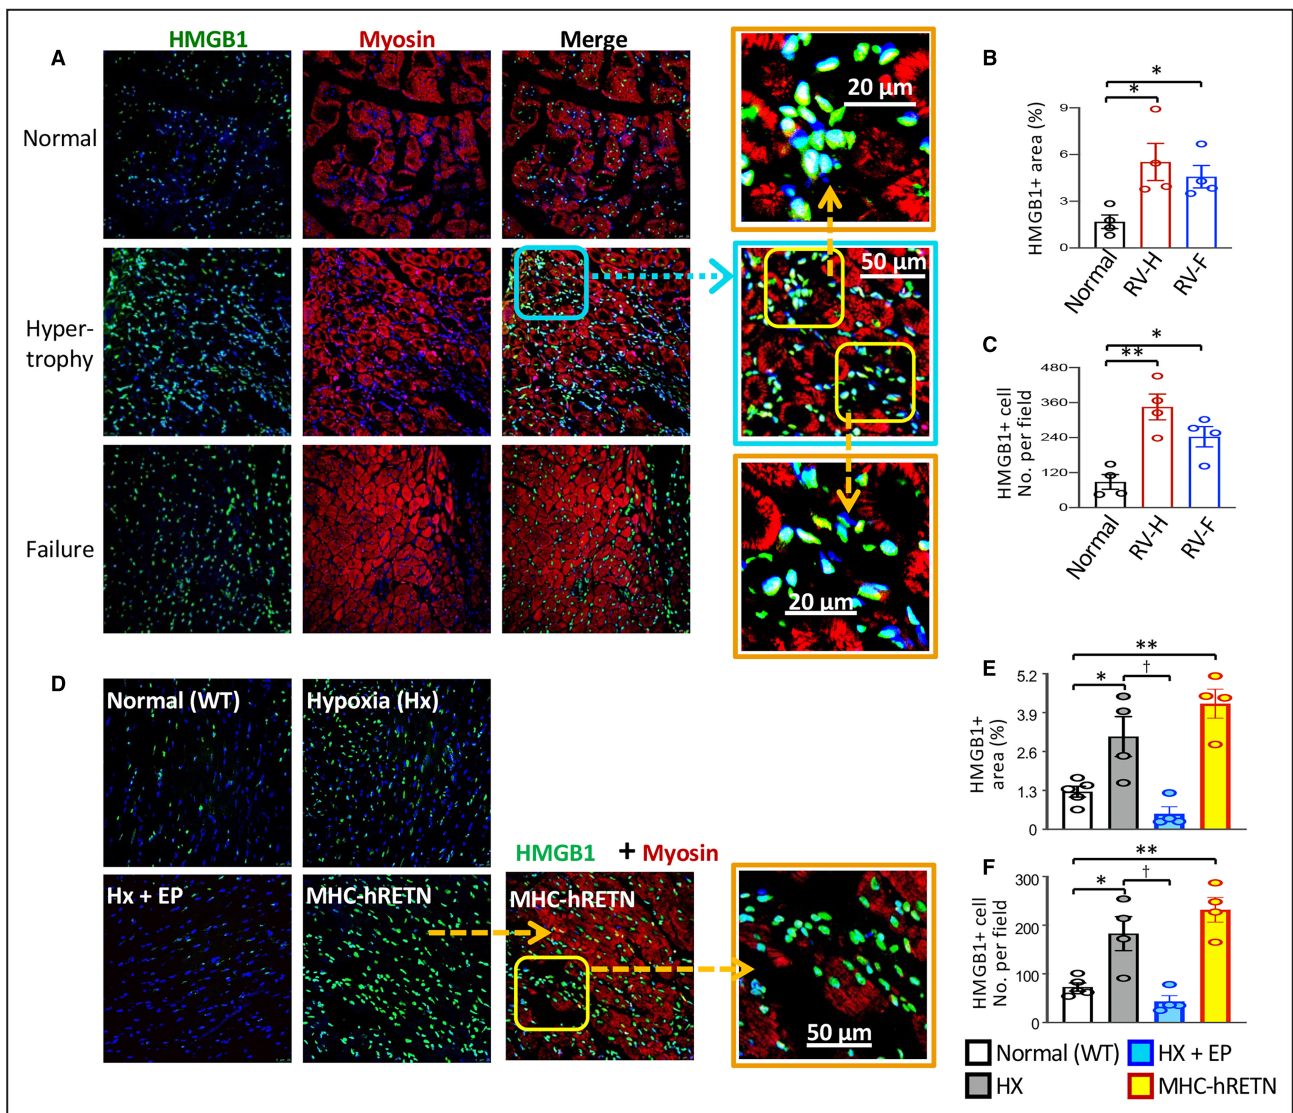 A
HMGB1
Myosin
Merge
Normal
Hyper-
trophy
Failure
20 µm
50 µm
20 µm
B
HMGB1+ area (%)
9
6
3
0
*
*
Normal
RV-H
RV-F
C
HMGB1+ cell
No. per field
480
360
240
120
0
**
*
Normal
RV-H
RV-F
D
Normal (WT)
Hypoxia (Hx)
Hx + EP
MHC-hRETN
HMGB1 + Myosin
MHC-hRETN
50 µm
E
HMGB1+
area (%)
5.2
3.9
2.6
1.3
0
**
*
†
F
HMGB1+ cell
No. per field
300
200
100
0
**
*
†
Normal (WT)
HX + EP
HX
MHC-hRETN